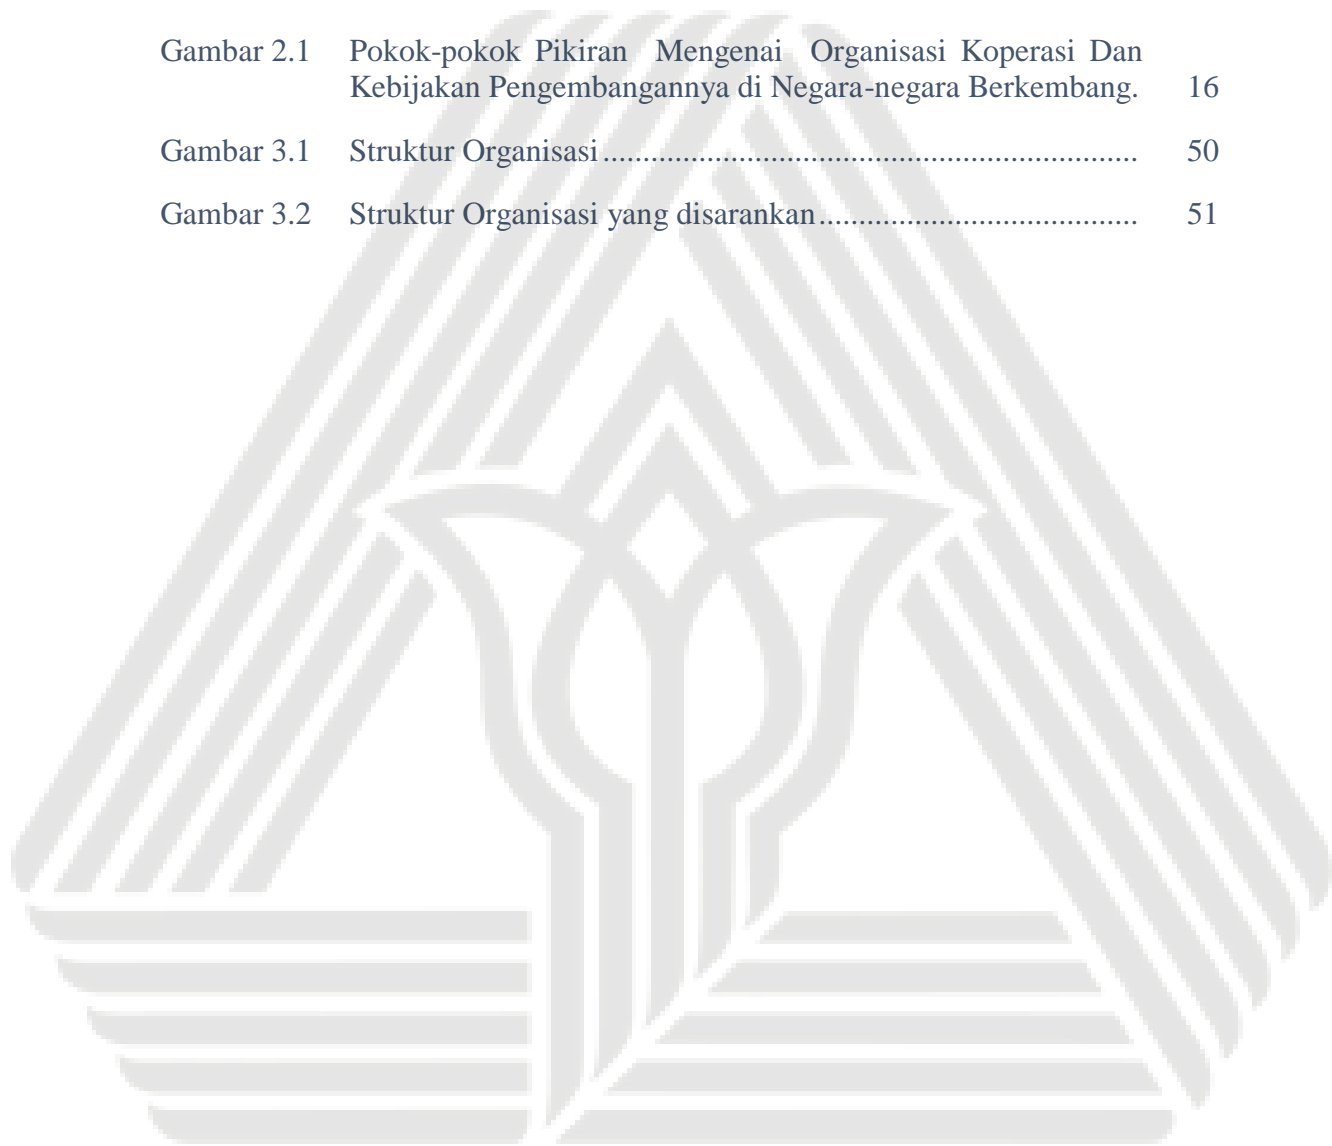 Gambar 2.1 Pokok-pokok Pikiran Mengenai Organisasi Koperasi Dan
Kebijakan Pengembangannya di Negara-negara Berkembang. 16
Gambar 3.1 Struktur Organisasi .................................................................. 50
Gambar 3.2 Struktur Organisasi yang disarankan ....................................... 51